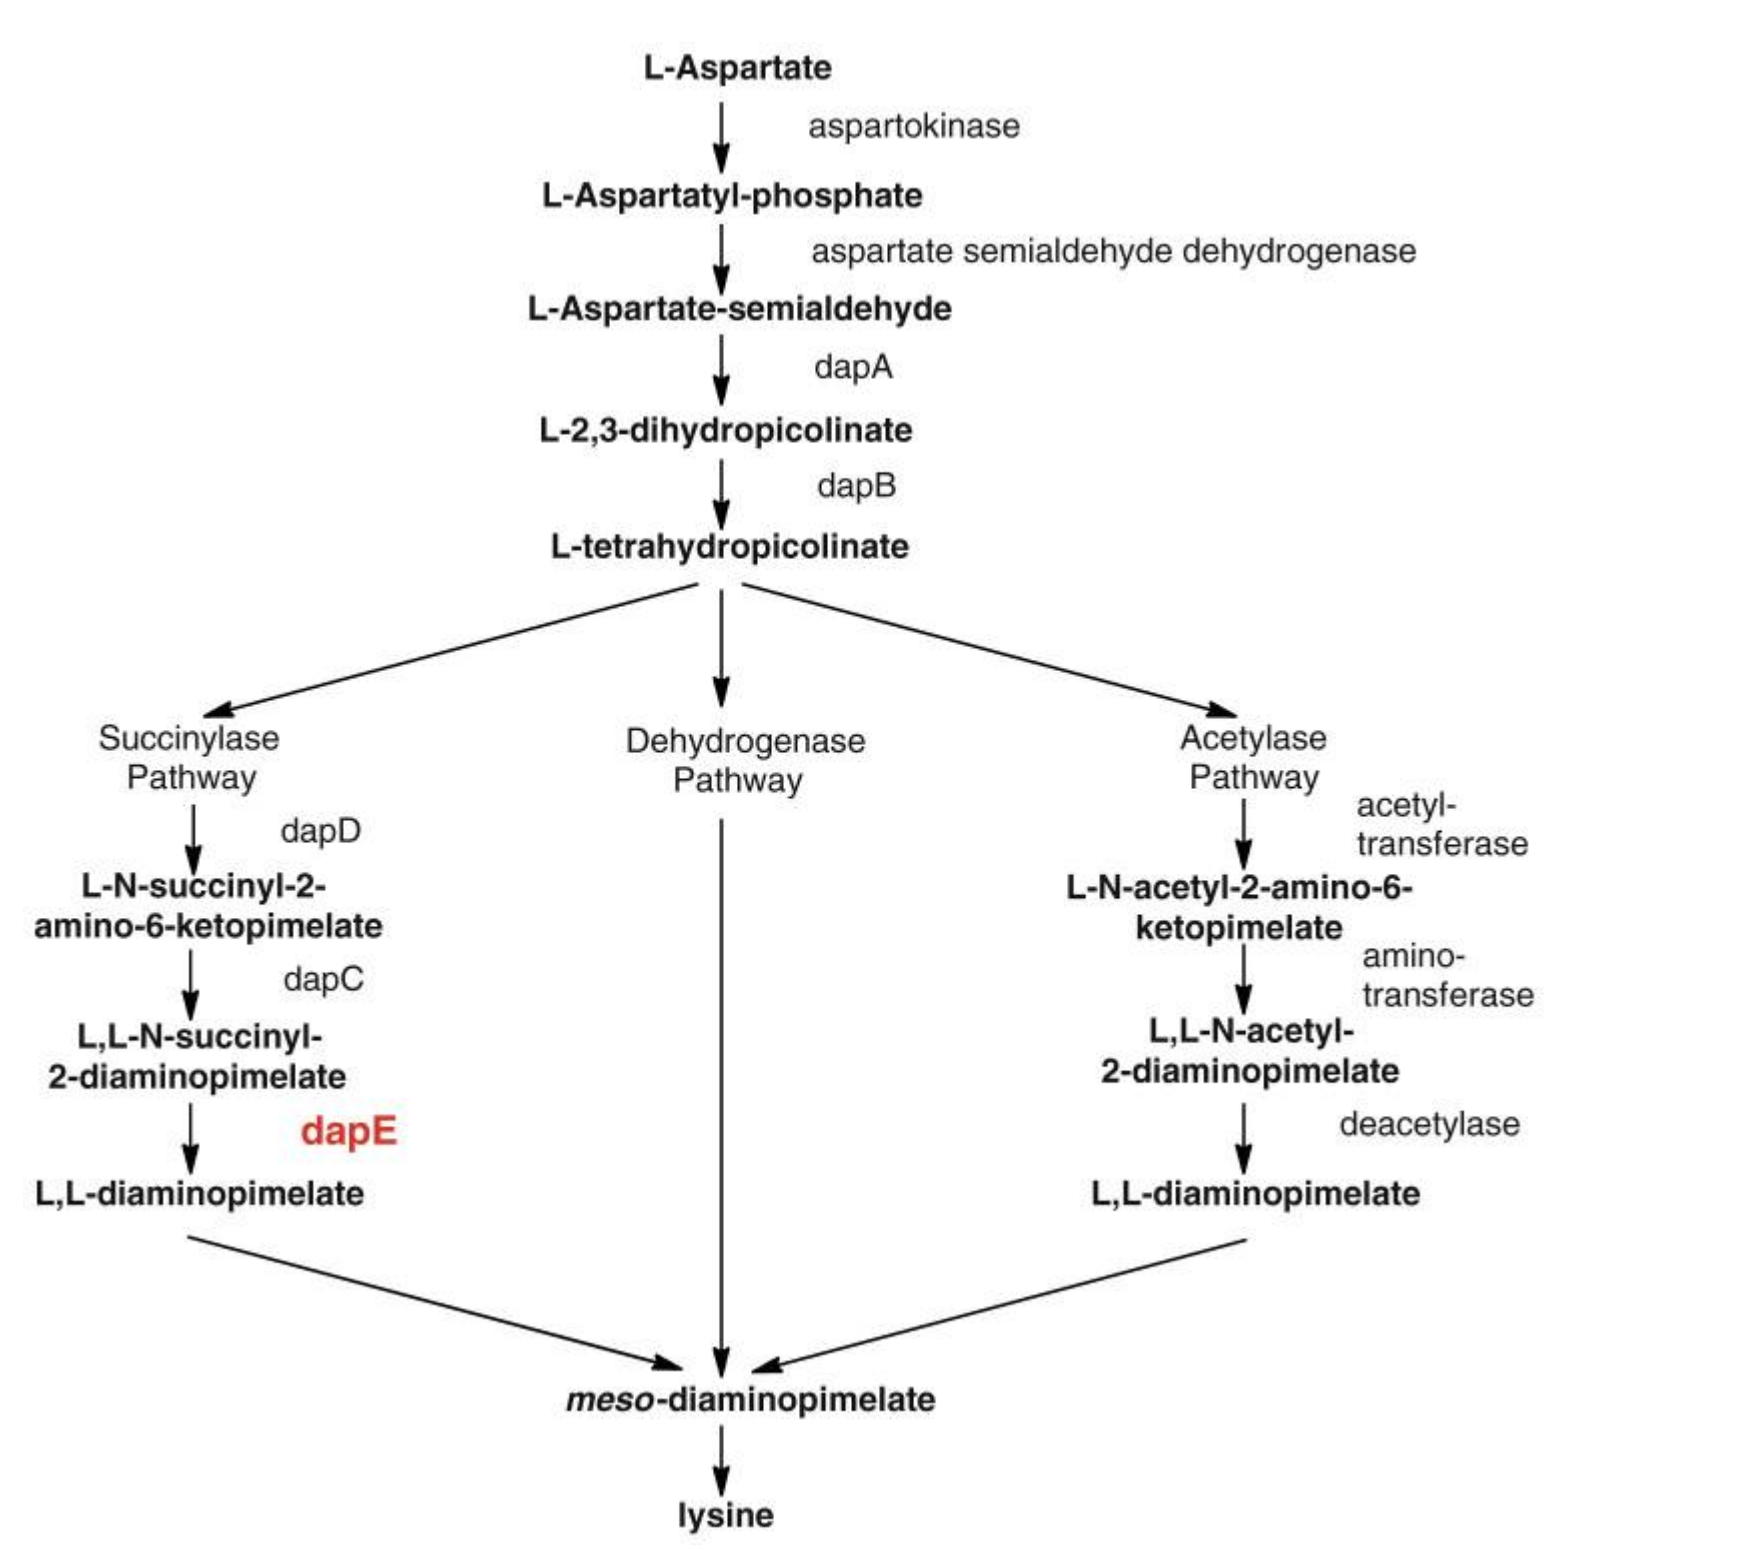 L-Aspartate
aspartokinase
L-Aspartatyl-phosphate
aspartate semialdehyde dehydrogenase
L-Aspartate-semialdehyde
dapA
L-2,3-dihydropicolinate
dapB
L-tetrahydropicolinate
Succinylase
Pathway
dapD
L-N-succinyl-2-
amino-6-ketopimelate
dapC
L,L-N-succinyl-
2-diaminopimelate
dapE
L,L-diaminopimelate
Dehydrogenase
Pathway
Acetylase
Pathway
acetyl-
transferase
L-N-acetyl-2-amino-6-
ketopimelate
amino-
transferase
L,L-N-acetyl-
2-diaminopimelate
deacetylase
L,L-diaminopimelate
meso-diaminopimelate
lysine